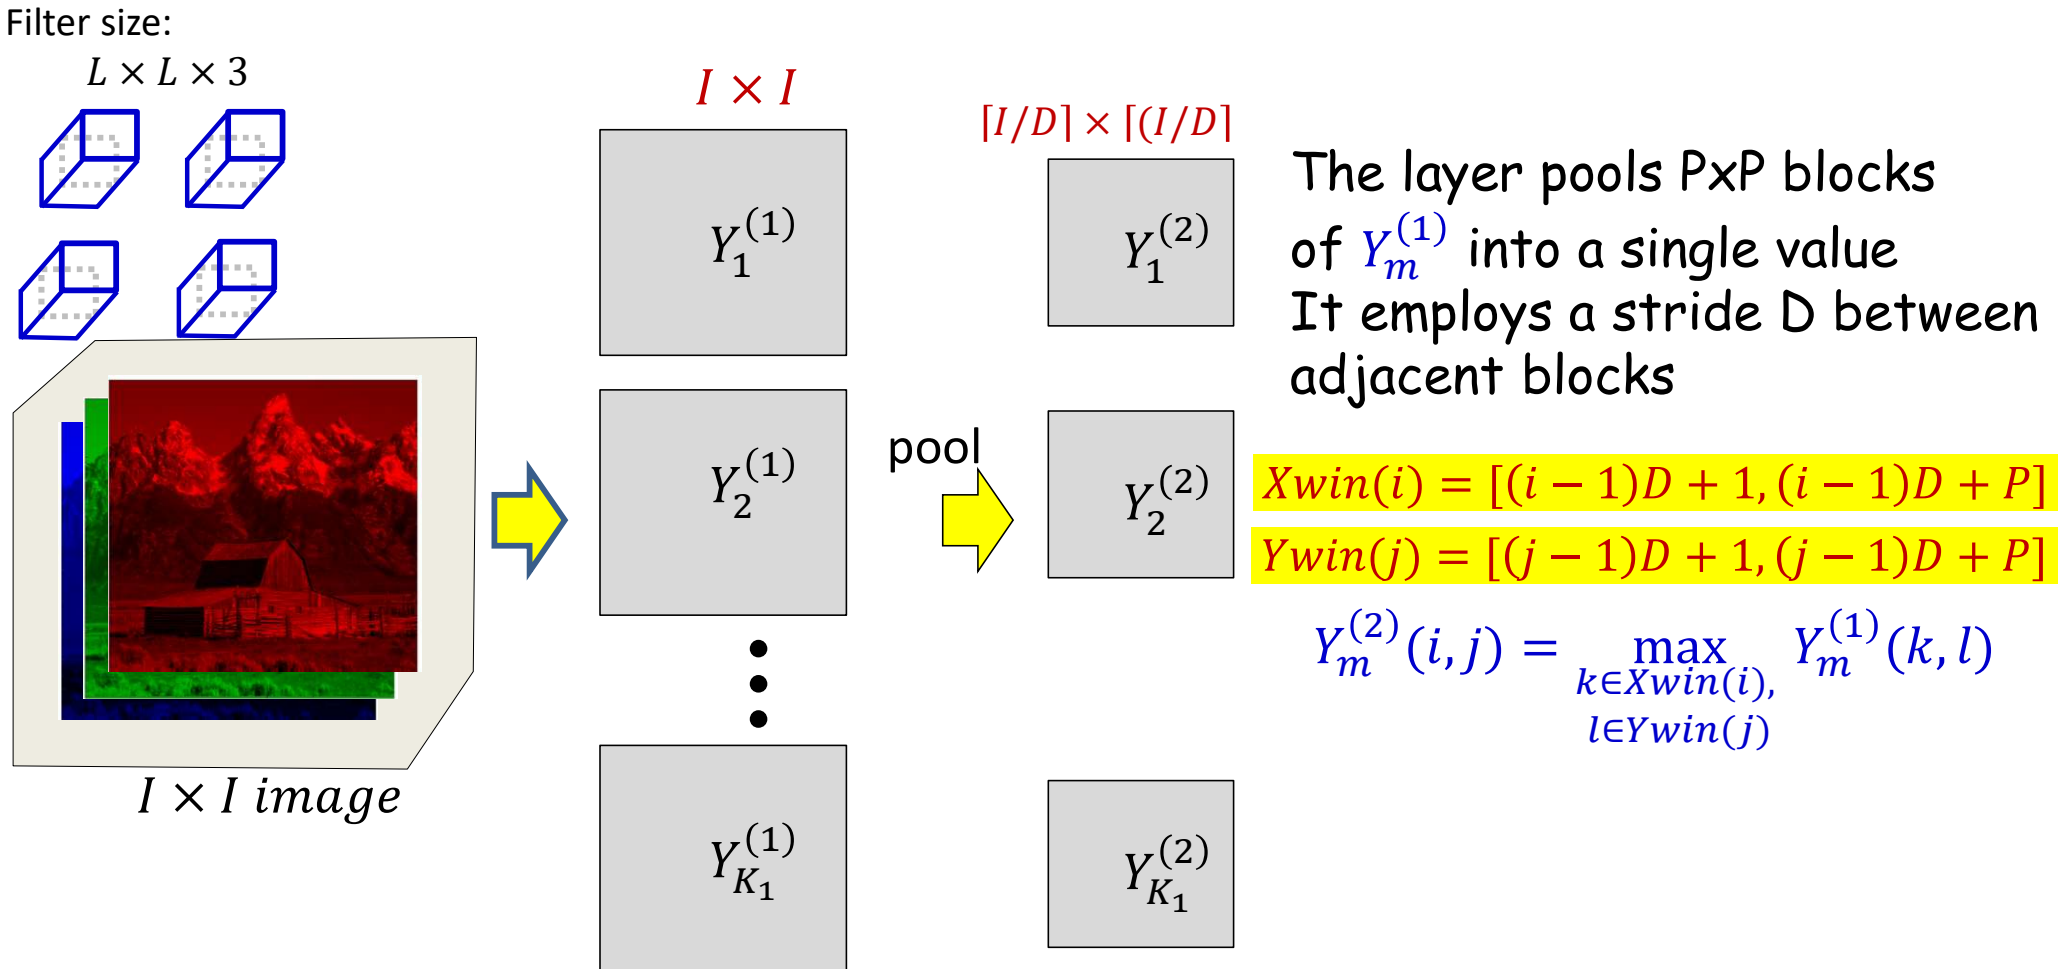 Filter size:
L × L × 3
I × I
⌈I/D⌉ × ⌈(I/D⌉
Y_1^{(1)}
Y_1^{(2)}
The layer pools PxP blocks
of Y_m^{(1)} into a single value
It employs a stride D between
adjacent blocks
pool
Y_2^{(1)}
Y_2^{(2)}
Xwin(i) = [(i − 1)D + 1, (i − 1)D + P]
Ywin(j) = [(j − 1)D + 1, (j − 1)D + P]
Y_m^{(2)}(i, j) = max Y_m^{(1)}(k, l)
k∈Xwin(i),
l∈Ywin(j)
I × I image
Y_{K_1}^{(1)}
Y_{K_1}^{(2)}